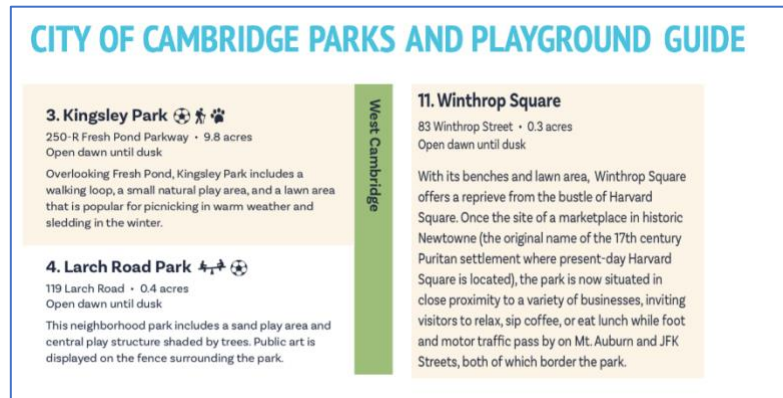 CITY OF CAMBRIDGE PARKS AND PLAYGROUND GUIDE
3. Kingsley Park
250-R Fresh Pond Parkway • 9.8 acres
Open dawn until dusk
Overlooking Fresh Pond, Kingsley Park includes a
walking loop, a small natural play area, and a lawn area
that is popular for picnicking in warm weather and
sledding in the winter.
4. Larch Road Park
119 Larch Road • 0.4 acres
Open dawn until dusk
This neighborhood park includes a sand play area and
central play structure shaded by trees. Public art is
displayed on the fence surrounding the park.
West Cambridge
11. Winthrop Square
83 Winthrop Street • 0.3 acres
Open dawn until dusk
With its benches and lawn area, Winthrop Square
offers a reprieve from the bustle of Harvard
Square. Once the site of a marketplace in historic
Newtowne (the original name of the 17th century
Puritan settlement where present-day Harvard
Square is located), the park is now situated in
close proximity to a variety of businesses, inviting
visitors to relax, sip coffee, or eat lunch while foot
and motor traffic pass by on Mt. Auburn and JFK
Streets, both of which border the park.